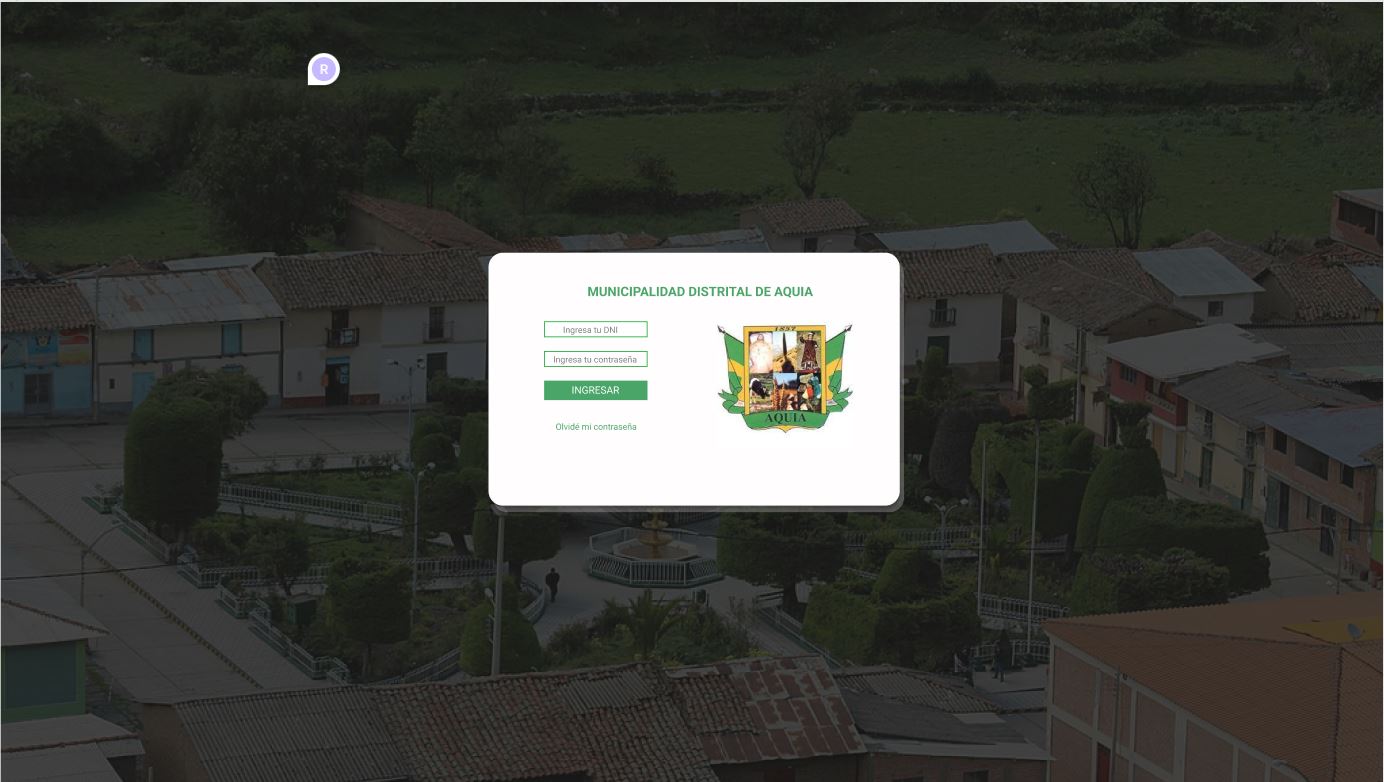 R
MUNICIPALIDAD DISTRITAL DE AQUIA
Ingresa tu DNI
Ingresa tu contraseña
INGRESAR
Olvidé mi contraseña
1857
AQUIA